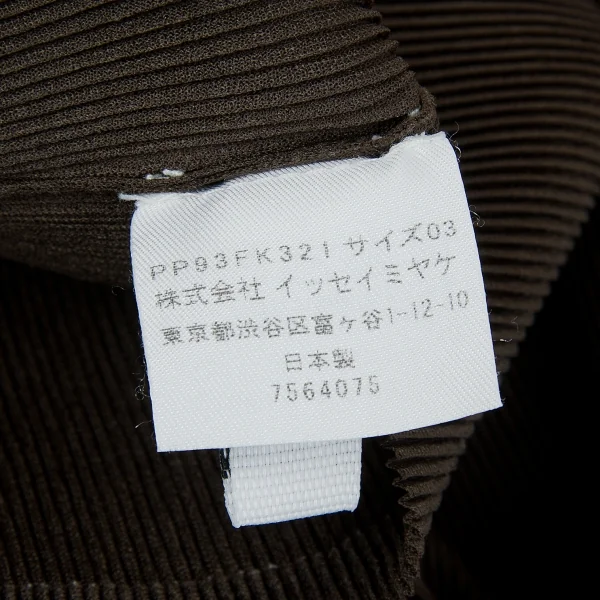 PP93FK321 サイズ03
株式会社 イッセイミヤケ
東京都渋谷区富ヶ谷1-12-10
日本製
7564075